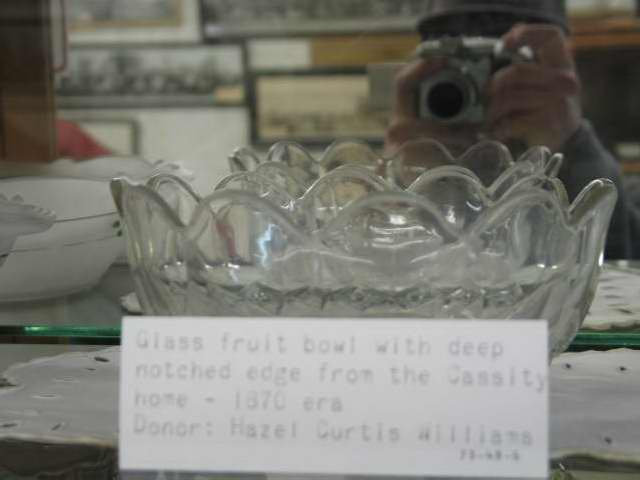 Glass fruit bowl with deep
notched edge from the Cassity
home - 1870 era
Donor: Hazel Curtis Williams